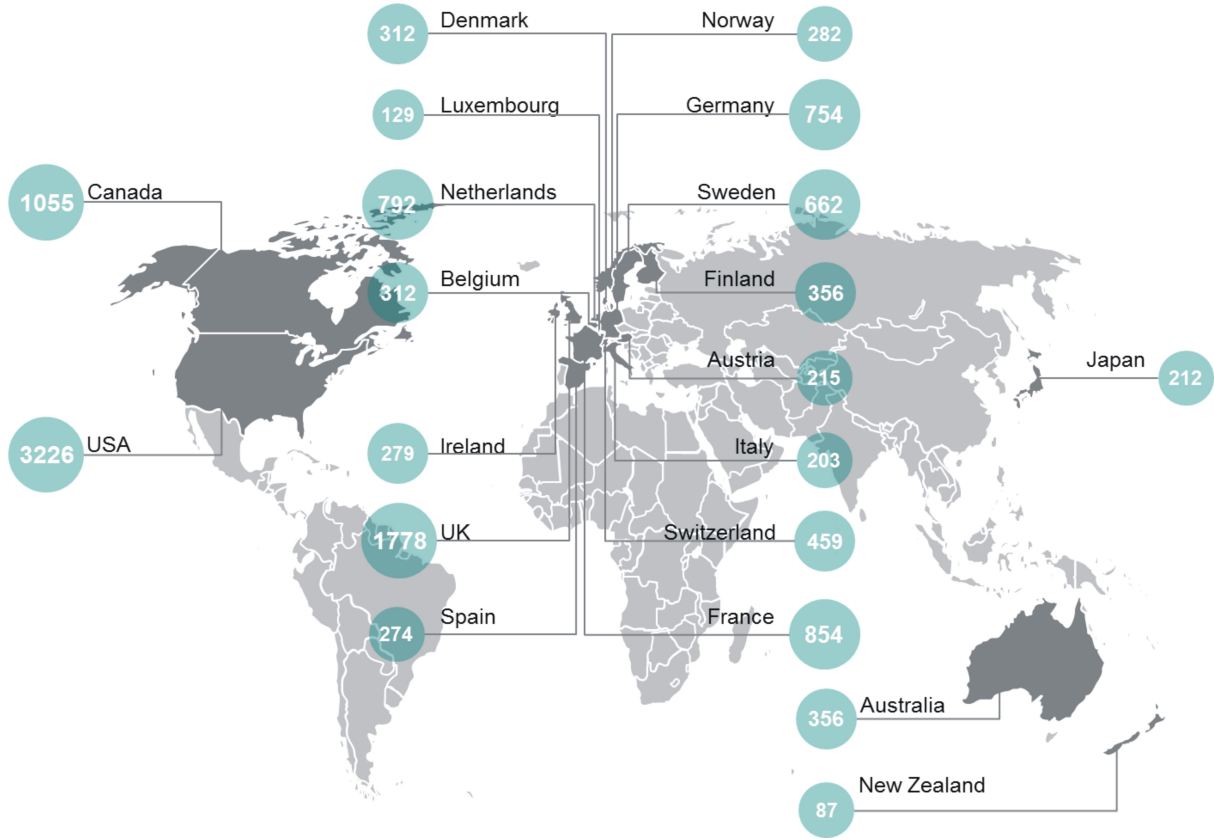 312 Denmark
Norway 282
129 Luxembourg
Germany 754
1055 Canada
792 Netherlands
Sweden 662
312 Belgium
Finland 356
Austria 215
Japan 212
3226 USA
279 Ireland
Italy 203
1778 UK
Switzerland 459
274 Spain
France 854
356 Australia
87 New Zealand